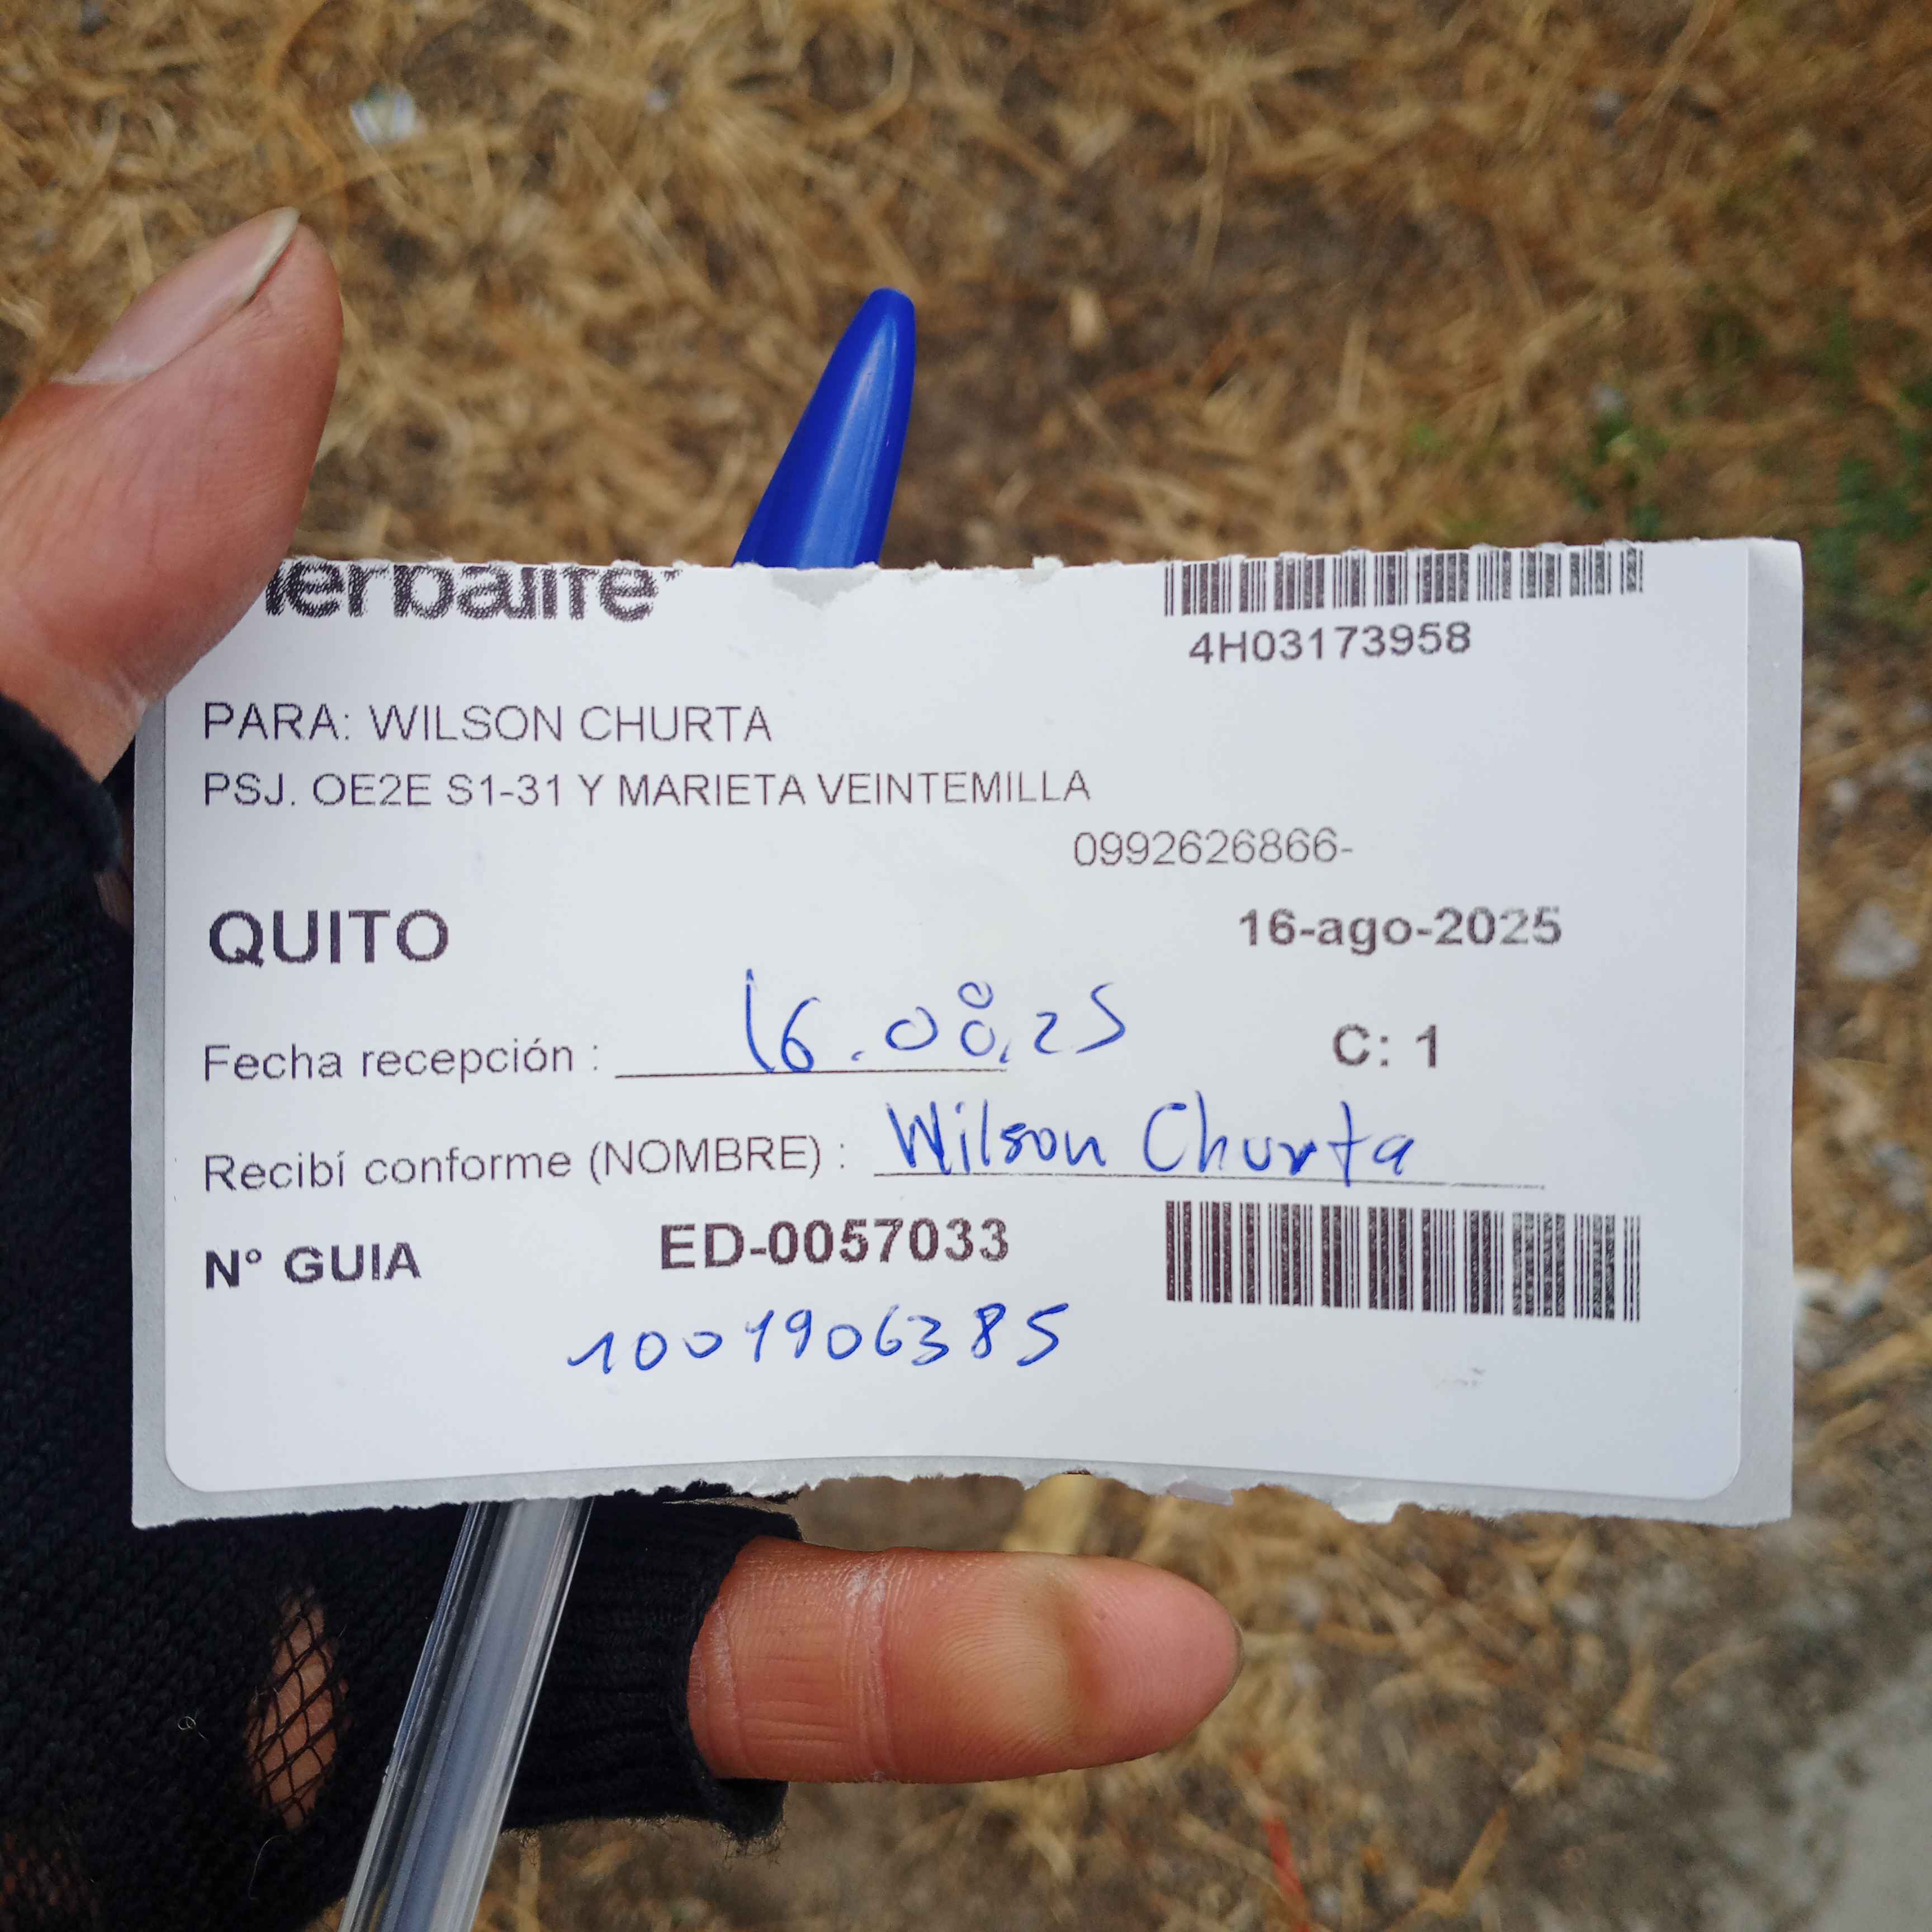 herbalife
4H03173958
PARA: WILSON CHURTA
PSJ. OE2E S1-31 Y MARIETA VEINTEMILLA
0992626866-
QUITO 16-ago-2025
Fecha recepción : 16.08.25 C: 1
Recibí conforme (NOMBRE) : Wilson Churta
N° GUIA ED-0057033
1001906385